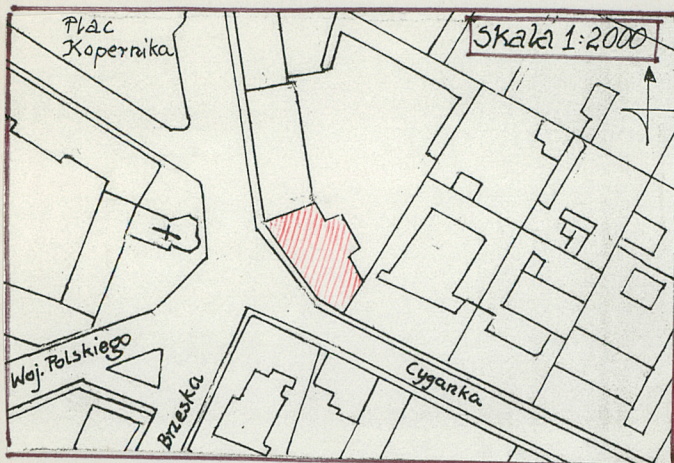 Plac
Kopernika
Skala 1:2000
Woj. Polskiego
Brzeska
Cyganka